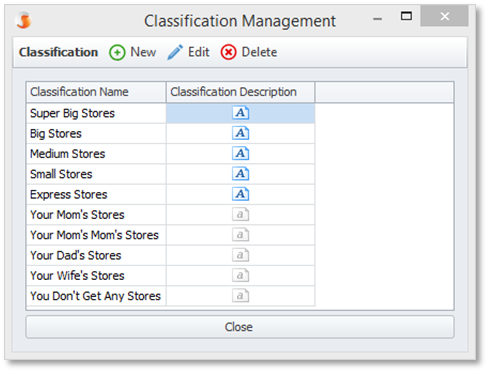 Classification Management
Classification New Edit Delete
Classification Name Classification Description
Super Big Stores A
Big Stores A
Medium Stores A
Small Stores A
Express Stores A
Your Mom's Stores a
Your Mom's Mom's Stores a
Your Dad's Stores a
Your Wife's Stores a
You Don't Get Any Stores a
Close